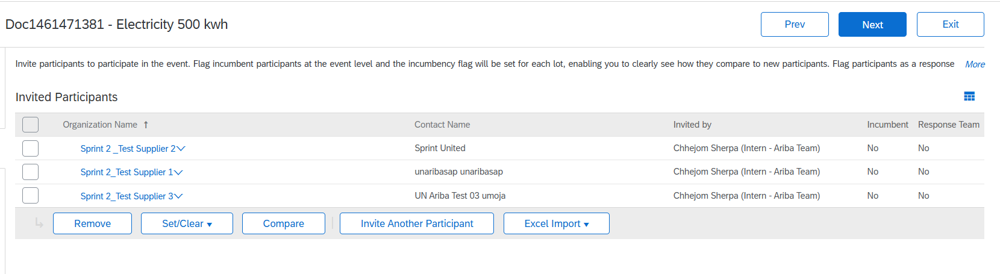 Doc1461471381 - Electricity 500 kwh
Prev
Next
Exit
Invite participants to participate in the event. Flag incumbent participants at the event level and the incumbency flag will be set for each lot, enabling you to clearly see how they compare to new participants. Flag participants as a response More
Invited Participants
Organization Name ↑ Contact Name Invited by Incumbent Response Team
Sprint 2 _Test Supplier 2 Sprint United Chhejom Sherpa (Intern - Ariba Team) No No
Sprint 2_Test Supplier 1 unaribasap unaribasap Chhejom Sherpa (Intern - Ariba Team) No No
Sprint 2_Test Supplier 3 UN Ariba Test 03 umoja Chhejom Sherpa (Intern - Ariba Team) No No
Remove Set/Clear Compare Invite Another Participant Excel Import